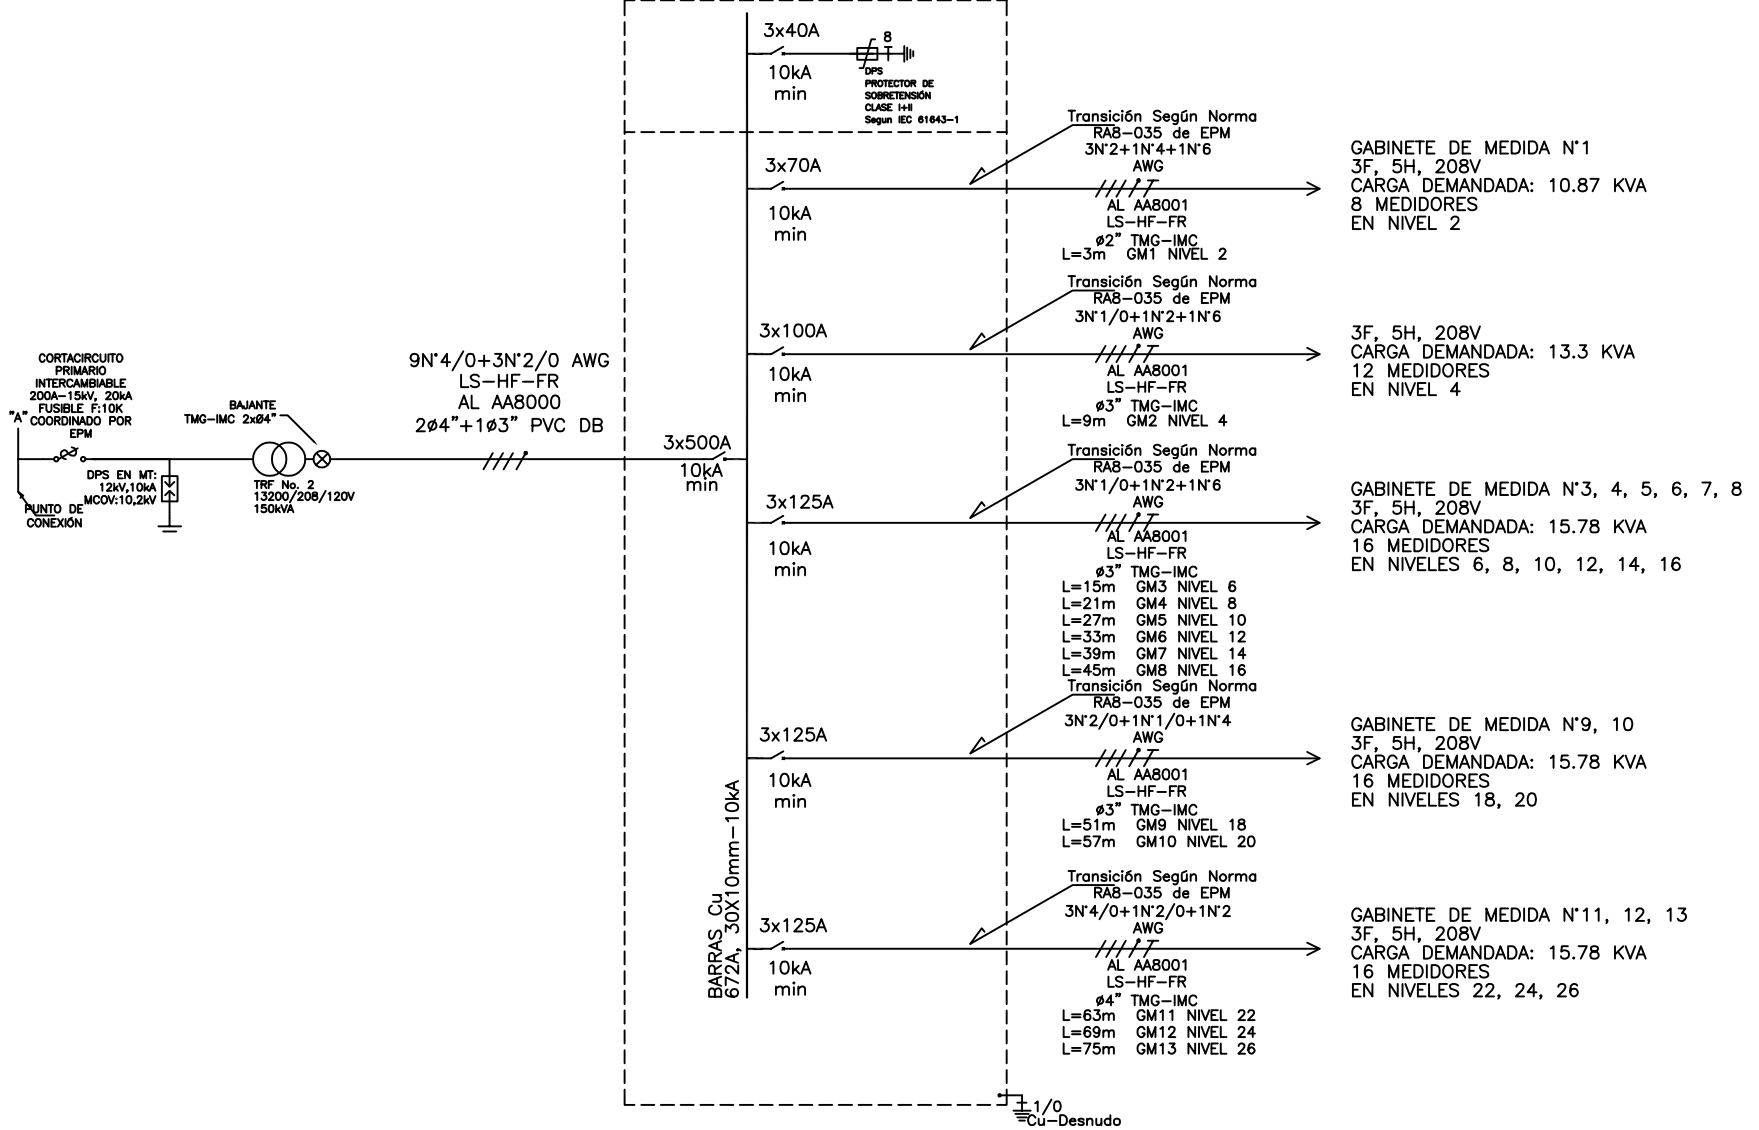 3x40A
10kA
min
8
DPS
PROTECTOR DE
SOBRETENSIÓN
CLASE I+II
Segun IEC 61643-1
Transición Según Norma
RA8-035 de EPM
3N°2+1N°4+1N°6
AWG
3x70A
10kA
min
AL AA8001
LS-HF-FR
ø2" TMG-IMC
L=3m GM1 NIVEL 2
GABINETE DE MEDIDA N°1
3F, 5H, 208V
CARGA DEMANDADA: 10.87 KVA
8 MEDIDORES
EN NIVEL 2
Transición Según Norma
RA8-035 de EPM
3N°1/0+1N°2+1N°6
AWG
3x100A
10kA
min
AL AA8001
LS-HF-FR
ø3" TMG-IMC
L=9m GM2 NIVEL 4
3F, 5H, 208V
CARGA DEMANDADA: 13.3 KVA
12 MEDIDORES
EN NIVEL 4
CORTACIRCUITO
PRIMARIO
INTERCAMBIABLE
200A-15kV, 20kA
FUSIBLE F:10K
COORDINADO POR
EPM
"A"
BAJANTE
TMG-IMC 2xØ4"
9N°4/0+3N°2/0 AWG
LS-HF-FR
AL AA8000
2ø4"+1ø3" PVC DB
3x500A
10kA
min
DPS EN MT:
12kV,10kA
MCOV:10,2kV
TRF No. 2
13200/208/120V
150kVA
PUNTO DE
CONEXIÓN
Transición Según Norma
RA8-035 de EPM
3N°1/0+1N°2+1N°6
AWG
3x125A
10kA
min
AL AA8001
LS-HF-FR
ø3" TMG-IMC
L=15m GM3 NIVEL 6
L=21m GM4 NIVEL 8
L=27m GM5 NIVEL 10
L=33m GM6 NIVEL 12
L=39m GM7 NIVEL 14
L=45m GM8 NIVEL 16
GABINETE DE MEDIDA N°3, 4, 5, 6, 7, 8
3F, 5H, 208V
CARGA DEMANDADA: 15.78 KVA
16 MEDIDORES
EN NIVELES 6, 8, 10, 12, 14, 16
Transición Según Norma
RA8-035 de EPM
3N°2/0+1N°1/0+1N°4
AWG
3x125A
10kA
min
AL AA8001
LS-HF-FR
ø3" TMG-IMC
L=51m GM9 NIVEL 18
L=57m GM10 NIVEL 20
GABINETE DE MEDIDA N°9, 10
3F, 5H, 208V
CARGA DEMANDADA: 15.78 KVA
16 MEDIDORES
EN NIVELES 18, 20
BARRAS Cu
672A, 30X10mm-10kA
Transición Según Norma
RA8-035 de EPM
3N°4/0+1N°2/0+1N°2
AWG
3x125A
10kA
min
AL AA8001
LS-HF-FR
ø4" TMG-IMC
L=63m GM11 NIVEL 22
L=69m GM12 NIVEL 24
L=75m GM13 NIVEL 26
GABINETE DE MEDIDA N°11, 12, 13
3F, 5H, 208V
CARGA DEMANDADA: 15.78 KVA
16 MEDIDORES
EN NIVELES 22, 24, 26
1/0
Cu-Desnudo